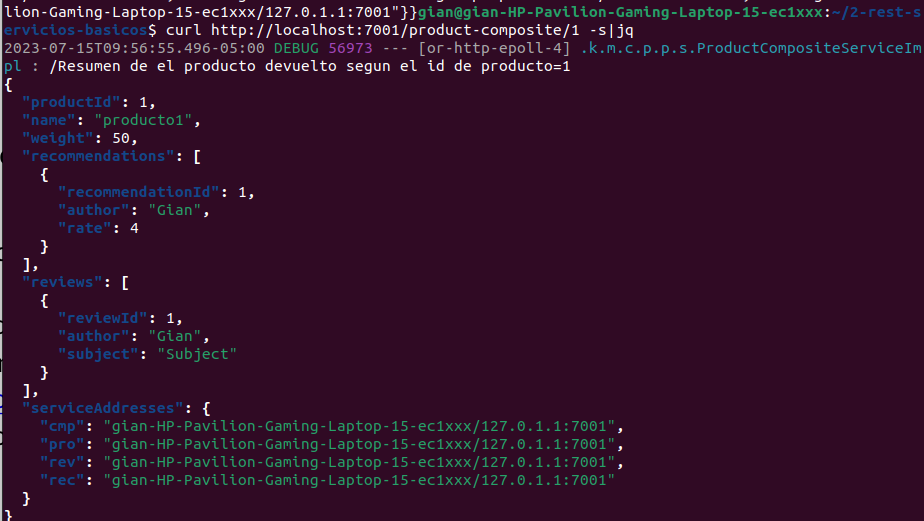 lion-Gaming-Laptop-15-ec1xxx/127.0.1.1:7001"}}gian@gian-HP-Pavilion-Gaming-Laptop-15-ec1xxx:~/2-rest-s
ervicios-basicos$ curl http://localhost:7001/product-composite/1 -s|jq
2023-07-15T09:56:55.496-05:00 DEBUG 56973 --- [or-http-epoll-4] .k.m.c.p.p.s.ProductCompositeServiceIm
pl : /Resumen de el producto devuelto segun el id de producto=1
{
  "productId": 1,
  "name": "producto1",
  "weight": 50,
  "recommendations": [
    {
      "recommendationId": 1,
      "author": "Gian",
      "rate": 4
    }
  ],
  "reviews": [
    {
      "reviewId": 1,
      "author": "Gian",
      "subject": "Subject"
    }
  ],
  "serviceAddresses": {
    "cmp": "gian-HP-Pavilion-Gaming-Laptop-15-ec1xxx/127.0.1.1:7001",
    "pro": "gian-HP-Pavilion-Gaming-Laptop-15-ec1xxx/127.0.1.1:7001",
    "rev": "gian-HP-Pavilion-Gaming-Laptop-15-ec1xxx/127.0.1.1:7001",
    "rec": "gian-HP-Pavilion-Gaming-Laptop-15-ec1xxx/127.0.1.1:7001"
  }
}